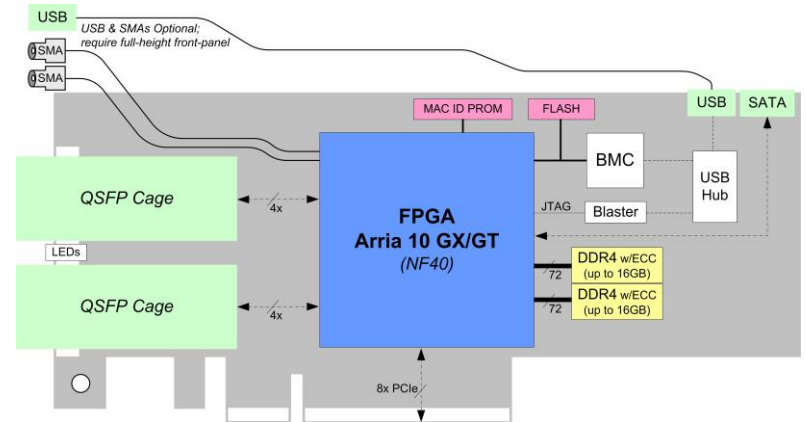 USB
USB & SMAs Optional;
require full-height front-panel
SMA
SMA
USB
SATA
MAC ID PROM
FLASH
BMC
USB
Hub
QSFP Cage
4x
FPGA
Arria 10 GX/GT
(NF40)
JTAG
Blaster
LEDs
DDR4 w/ECC
(up to 16GB)
72
DDR4 w/ECC
(up to 16GB)
72
QSFP Cage
4x
8x PCIe